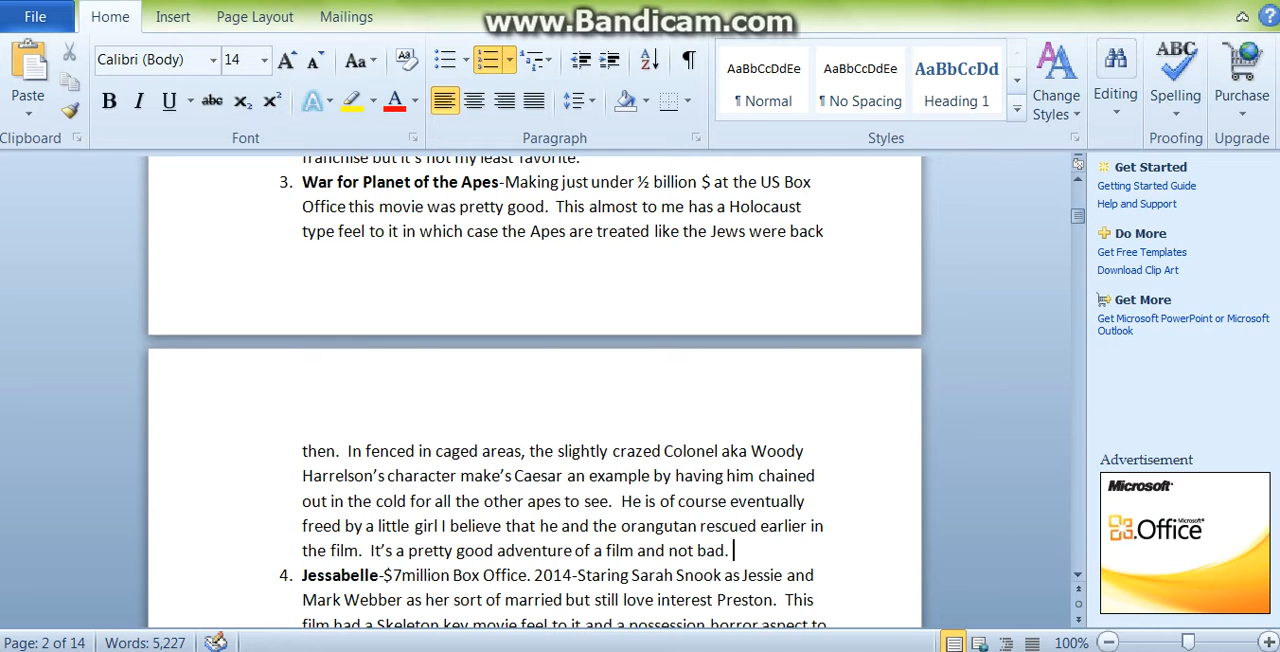 File
Home
Insert
Page Layout
Mailings
www.Bandicam.com
Calibri (Body)
14
Paste
Clipboard
Font
Paragraph
AaBbCcDdEe
¶ Normal
AaBbCcDdEe
¶ No Spacing
AaBbCcDd
Heading 1
Styles
Change
Styles
Editing
ABC
Spelling
Proofing
Purchase
Upgrade
franchise but it's not my least favorite.
3. War for Planet of the Apes-Making just under ½ billion $ at the US Box
Office this movie was pretty good.  This almost to me has a Holocaust
type feel to it in which case the Apes are treated like the Jews were back
then.  In fenced in caged areas, the slightly crazed Colonel aka Woody
Harrelson's character make's Caesar an example by having him chained
out in the cold for all the other apes to see.  He is of course eventually
freed by a little girl I believe that he and the orangutan rescued earlier in
the film.  It's a pretty good adventure of a film and not bad.
4. Jessabelle-$7million Box Office. 2014-Staring Sarah Snook as Jessie and
Mark Webber as her sort of married but still love interest Preston.  This
film had a Skeleton key movie feel to it and a possession horror aspect to
Get Started
Getting Started Guide
Help and Support
Do More
Get Free Templates
Download Clip Art
Get More
Get Microsoft PowerPoint or Microsoft
Outlook
Advertisement
Microsoft
Microsoft
Office
Page: 2 of 14
Words: 5,227
100%